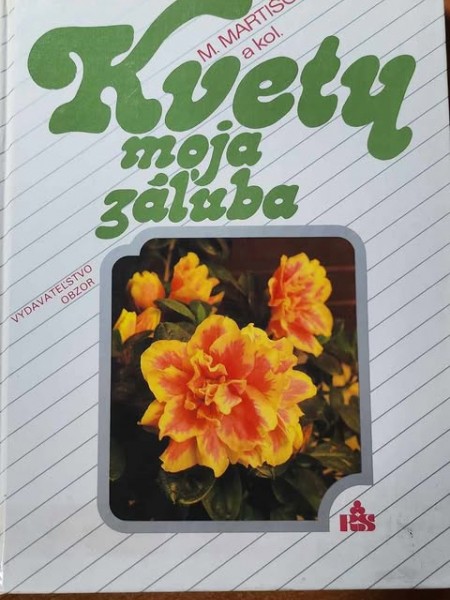 M. MARTIŠO
a kol.
Kvety
moja
záľuba
VYDAVATEĽSTVO
OBZOR